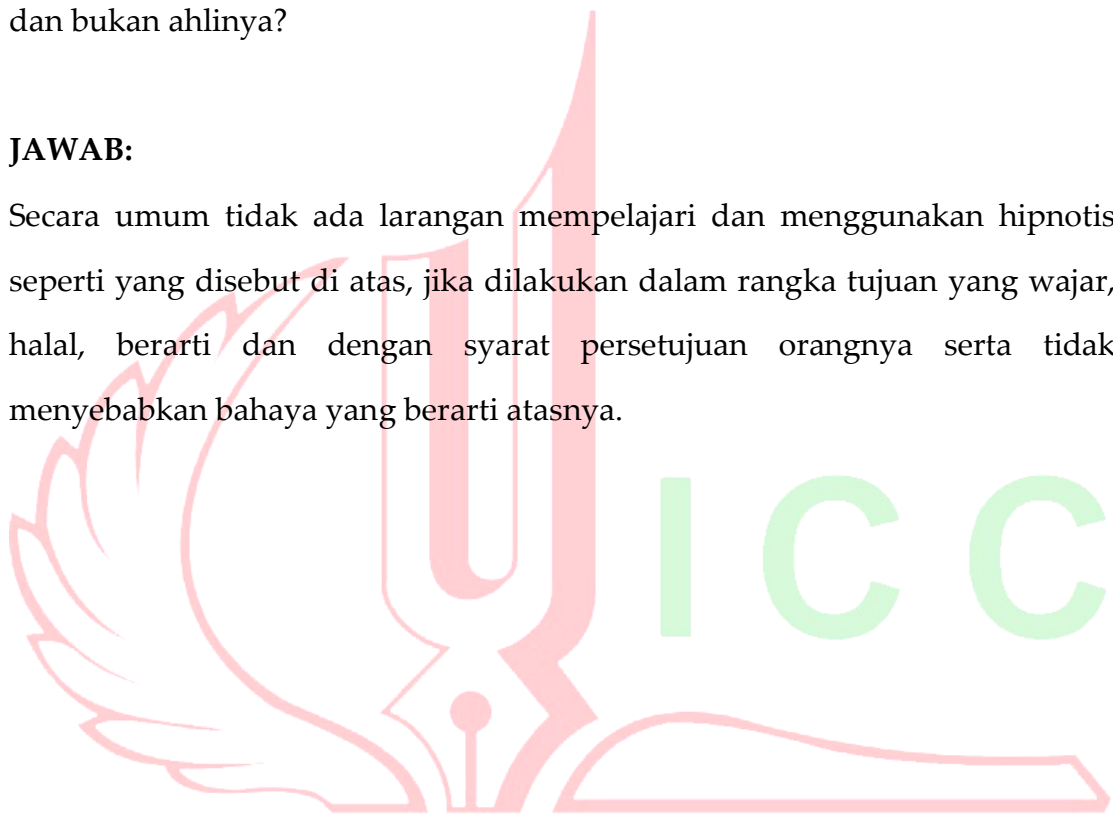 dan bukan ahlinya?
JAWAB:
Secara umum tidak ada larangan mempelajari dan menggunakan hipnotis
seperti yang disebut di atas, jika dilakukan dalam rangka tujuan yang wajar,
halal, berarti dan dengan syarat persetujuan orangnya serta tidak
menyebabkan bahaya yang berarti atasnya.
ICC